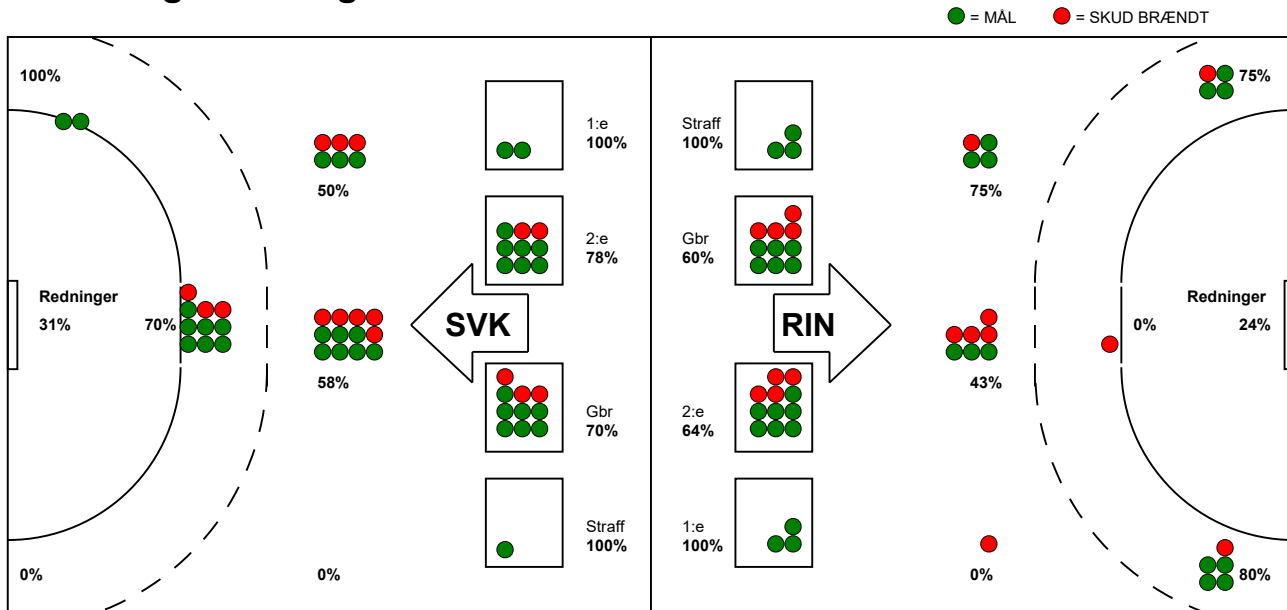 = MÅL = SKUD BRÆNDT
100%
50%
Redninger
31%
70%
58%
0%
0%
SVK
1:e
100%
2:e
78%
Gbr
70%
Straff
100%
Straff
100%
Gbr
60%
2:e
64%
1:e
100%
RIN
75%
75%
43%
0%
0%
Redninger
24%
80%